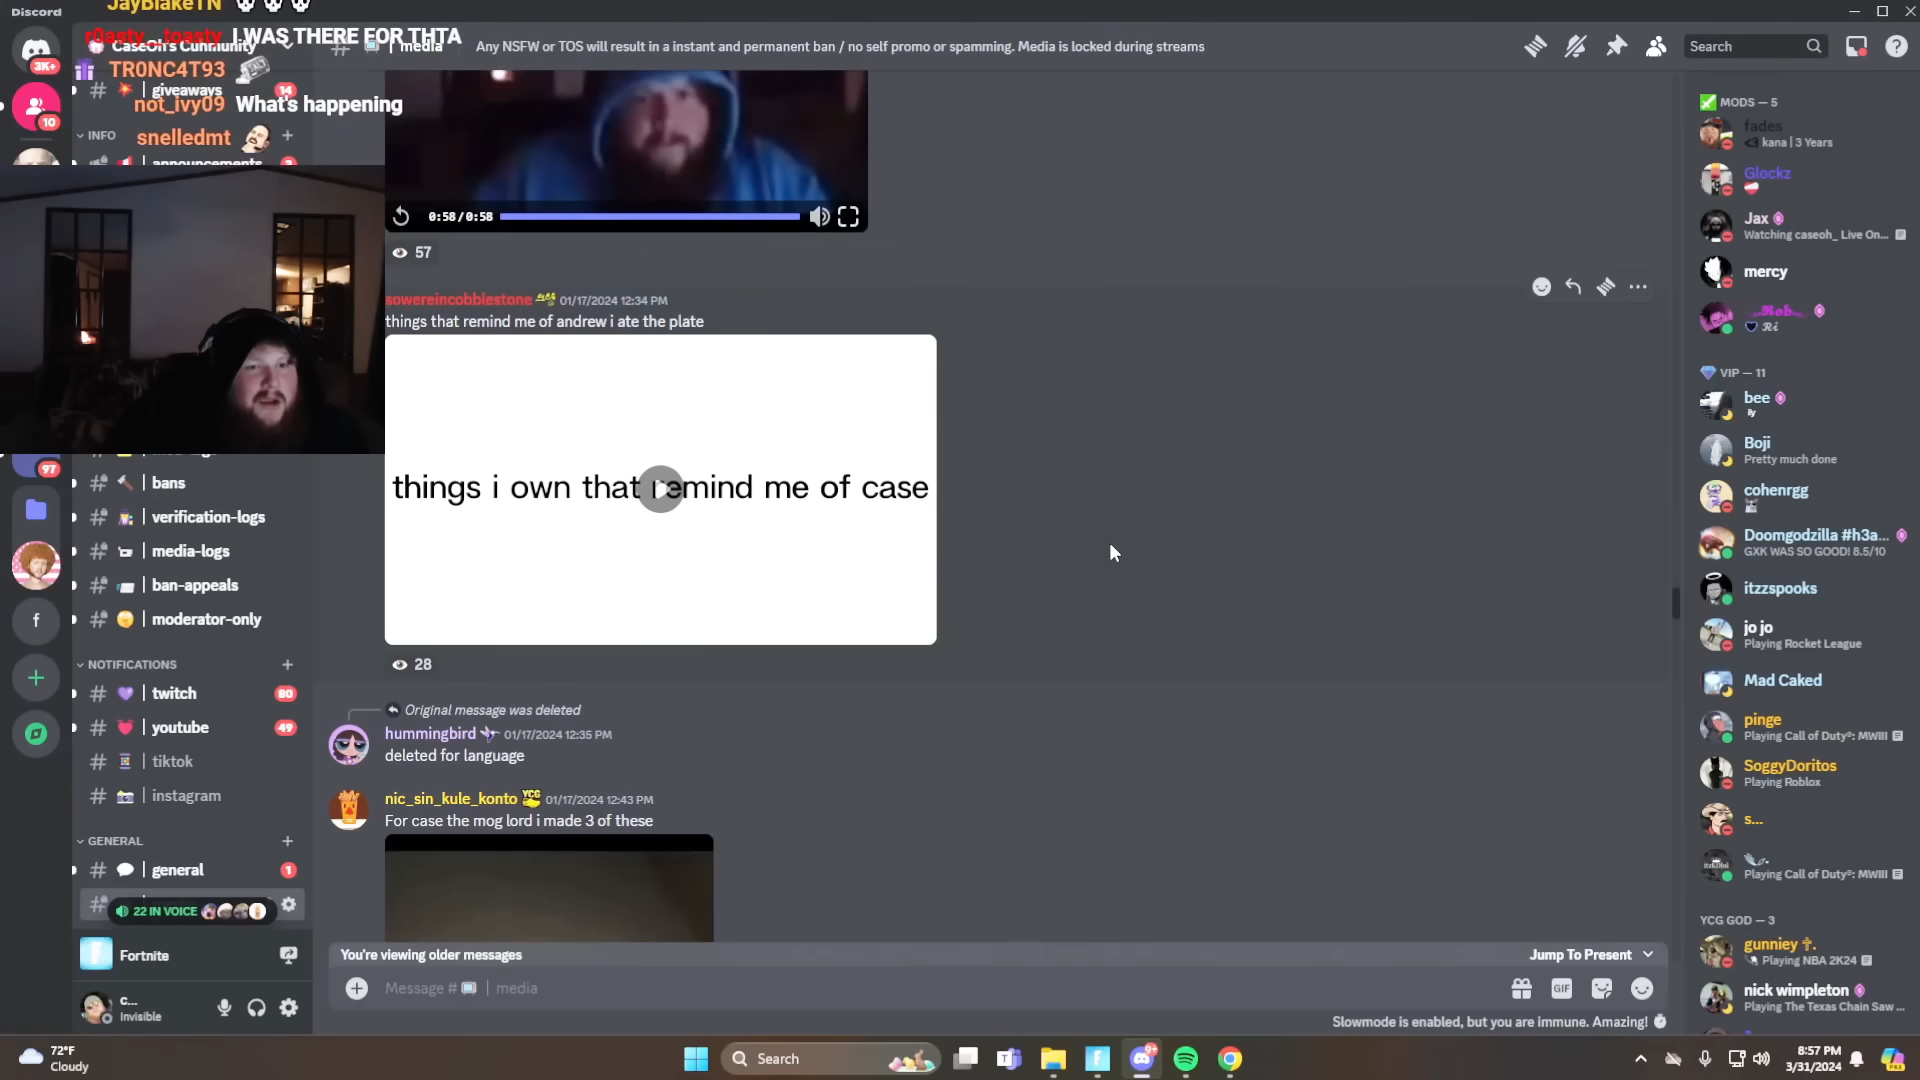 Discord
JayBlakeTN
r0asty_toasty I WAS THERE FOR THTA
CaseOh's Cunnunity
TR0NC4T93
not_ivy09 What's happening
snelledmt
3K+
10
97
giveaways 14
INFO
announcements
bans
verification-logs
media-logs
ban-appeals
moderator-only
NOTIFICATIONS
twitch 80
youtube 49
tiktok
instagram
GENERAL
general 1
22 IN VOICE
Fortnite
c...
Invisible
f
# | media Any NSFW or TOS will result in a instant and permanent ban / no self promo or spamming. Media is locked during streams
Search
0:58/0:58
57
sowereincobblestone 01/17/2024 12:34 PM
things that remind me of andrew i ate the plate
things i own that remind me of case
28
Original message was deleted
hummingbird 01/17/2024 12:35 PM
deleted for language
nic_sin_kule_konto YCG 01/17/2024 12:43 PM
For case the mog lord i made 3 of these
You're viewing older messages
Jump To Present
Message # | media
GIF
Slowmode is enabled, but you are immune. Amazing!
MODS — 5
fades
<3 kana | 3 Years
Glockz
Jax
Watching caseoh_ Live On...
mercy
Rob
Ri
VIP — 11
bee
ily
Boji
Pretty much done
cohenrgg
Doomgodzilla #h3a...
GXK WAS SO GOOD! 8.5/10
itzzspooks
jo jo
Playing Rocket League
Mad Caked
pinge
Playing Call of Duty®: MWIII
SoggyDoritos
Playing Roblox
s...
Playing Call of Duty®: MWIII
YCG GOD — 3
gunniey ✝.
Playing NBA 2K24
nick wimpleton
Playing The Texas Chain Saw ...
72°F
Cloudy
Search
9+
8:57 PM
3/31/2024